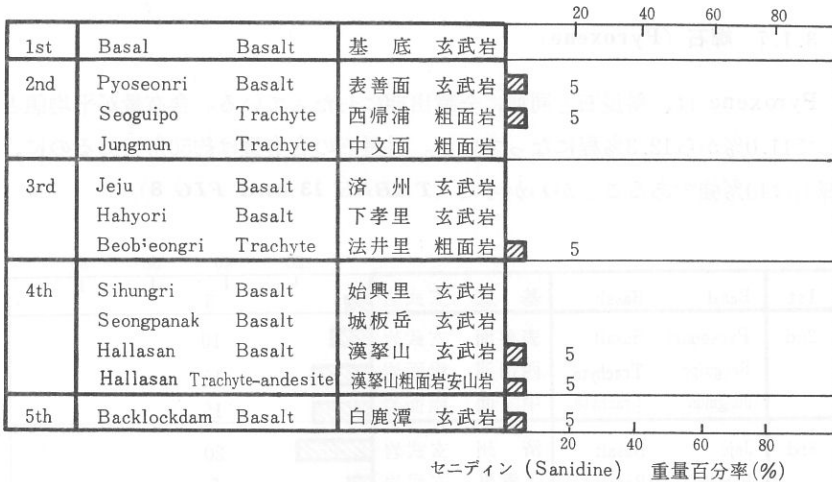 20 40 60 80
1st Basal Basalt 基底 玄武岩
2nd Pyoseonri Basalt 表善面 玄武岩 5
Seoguipo Trachyte 西帰浦 粗面岩 5
Jungmun Trachyte 中文面 粗面岩
3rd Jeju Basalt 済州 玄武岩
Hahyori Basalt 下孝里 玄武岩
Beob'eongri Trachyte 法井里 粗面岩 5
4th Sihungri Basalt 始興里 玄武岩
Seongpanak Basalt 城板岳 玄武岩
Hallasan Basalt 漢拏山 玄武岩 5
Hallasan Trachyte-andesite 漢拏山粗面岩安山岩 5
5th Backlockdam Basalt 白鹿潭 玄武岩 5
20 40 60 80
セニディン (Sanidine) 重量百分率(%)